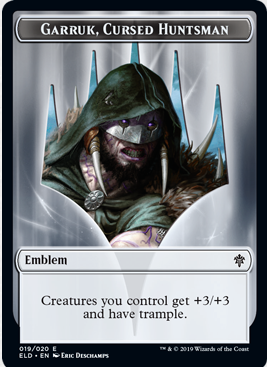 GARRUK, CURSED HUNTSMAN
Emblem
Creatures you control get +3/+3
and have trample.
019/020 E
ELD • EN ERIC DESCHAMPS
™ & © 2019 Wizards of the Coast